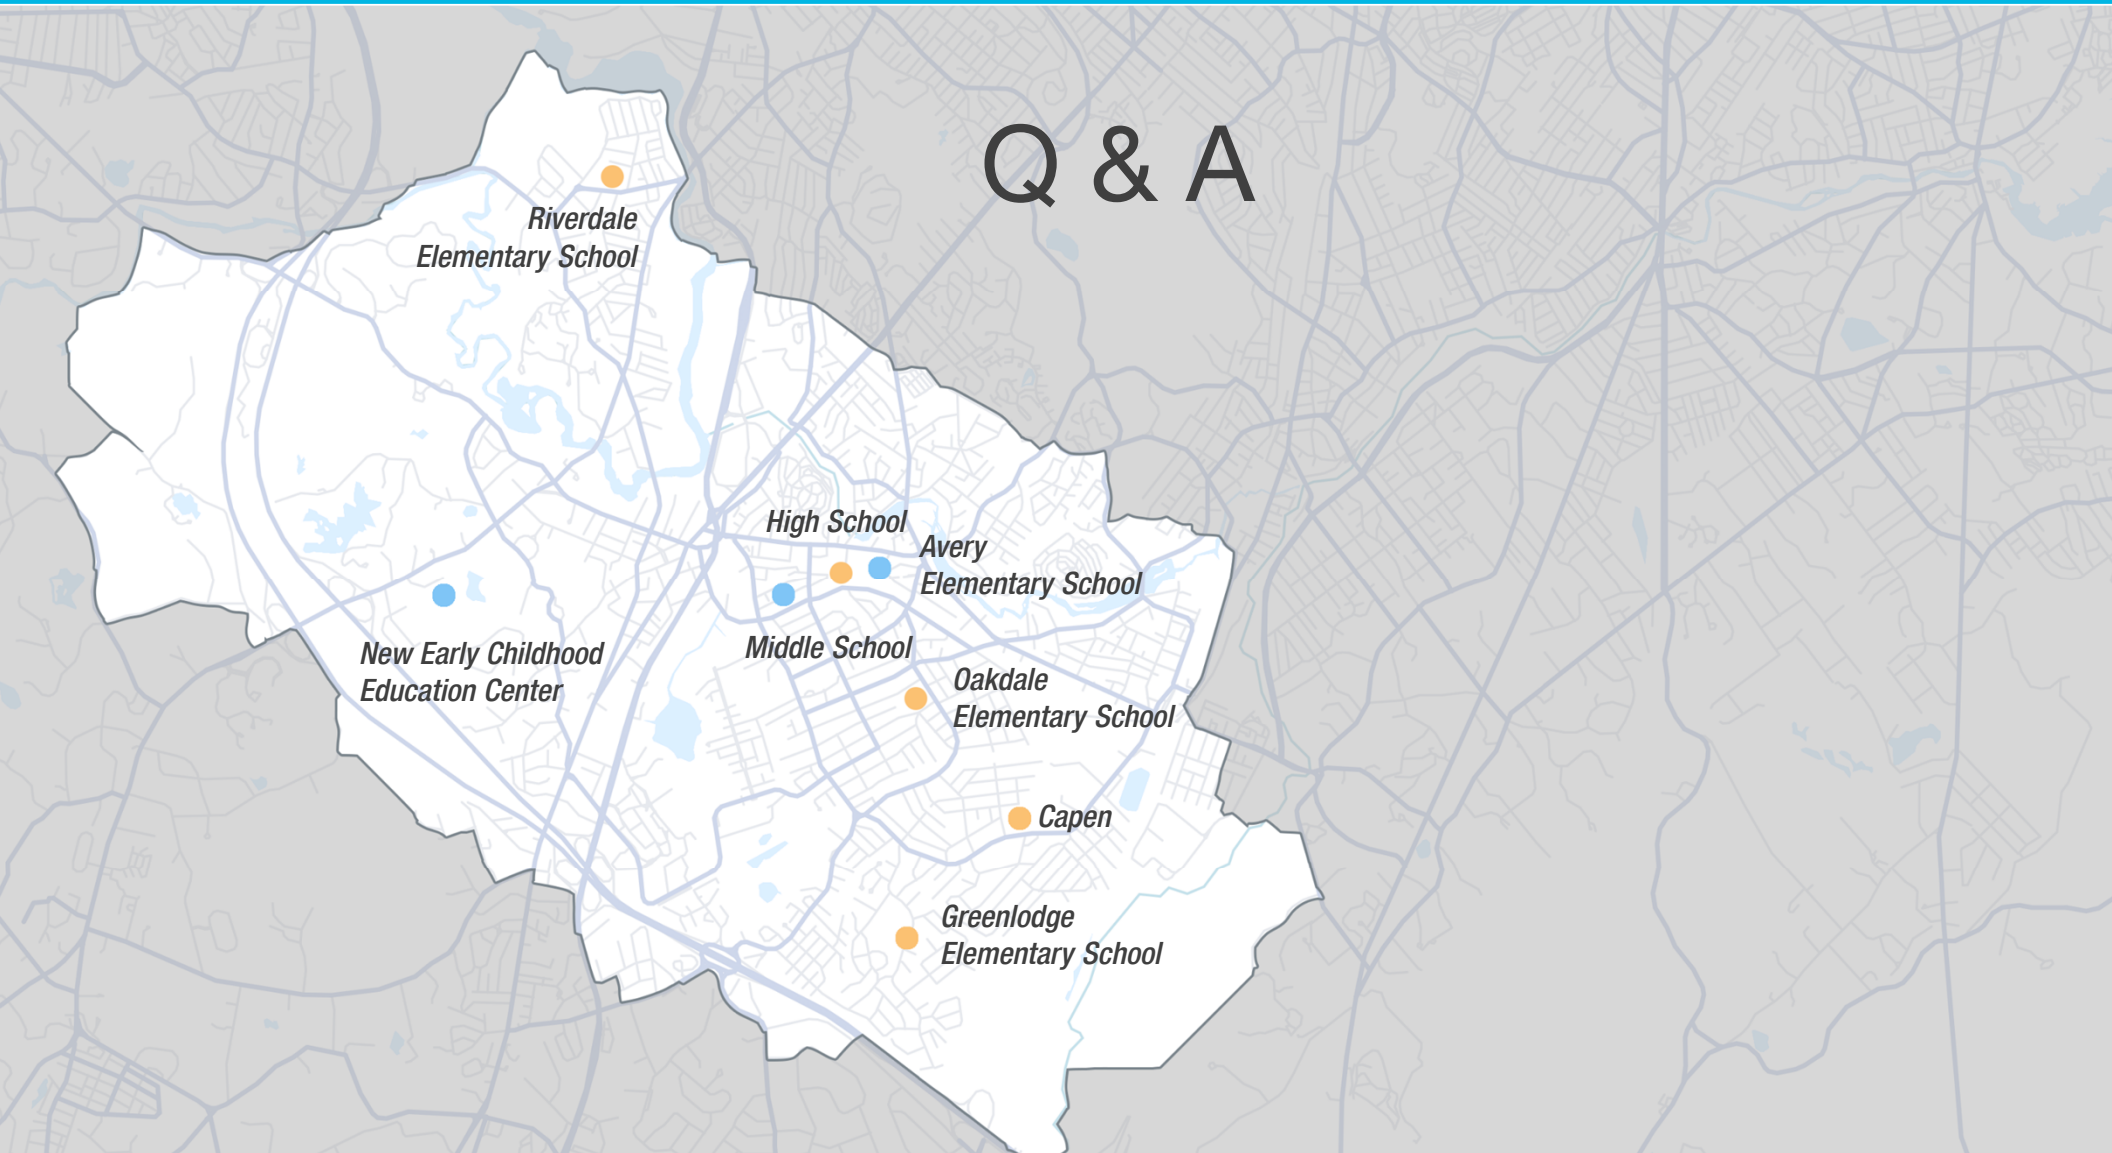 Q & A
Riverdale
Elementary School
High School
Avery
Elementary School
New Early Childhood
Education Center
Middle School
Oakdale
Elementary School
Capen
Greenlodge
Elementary School